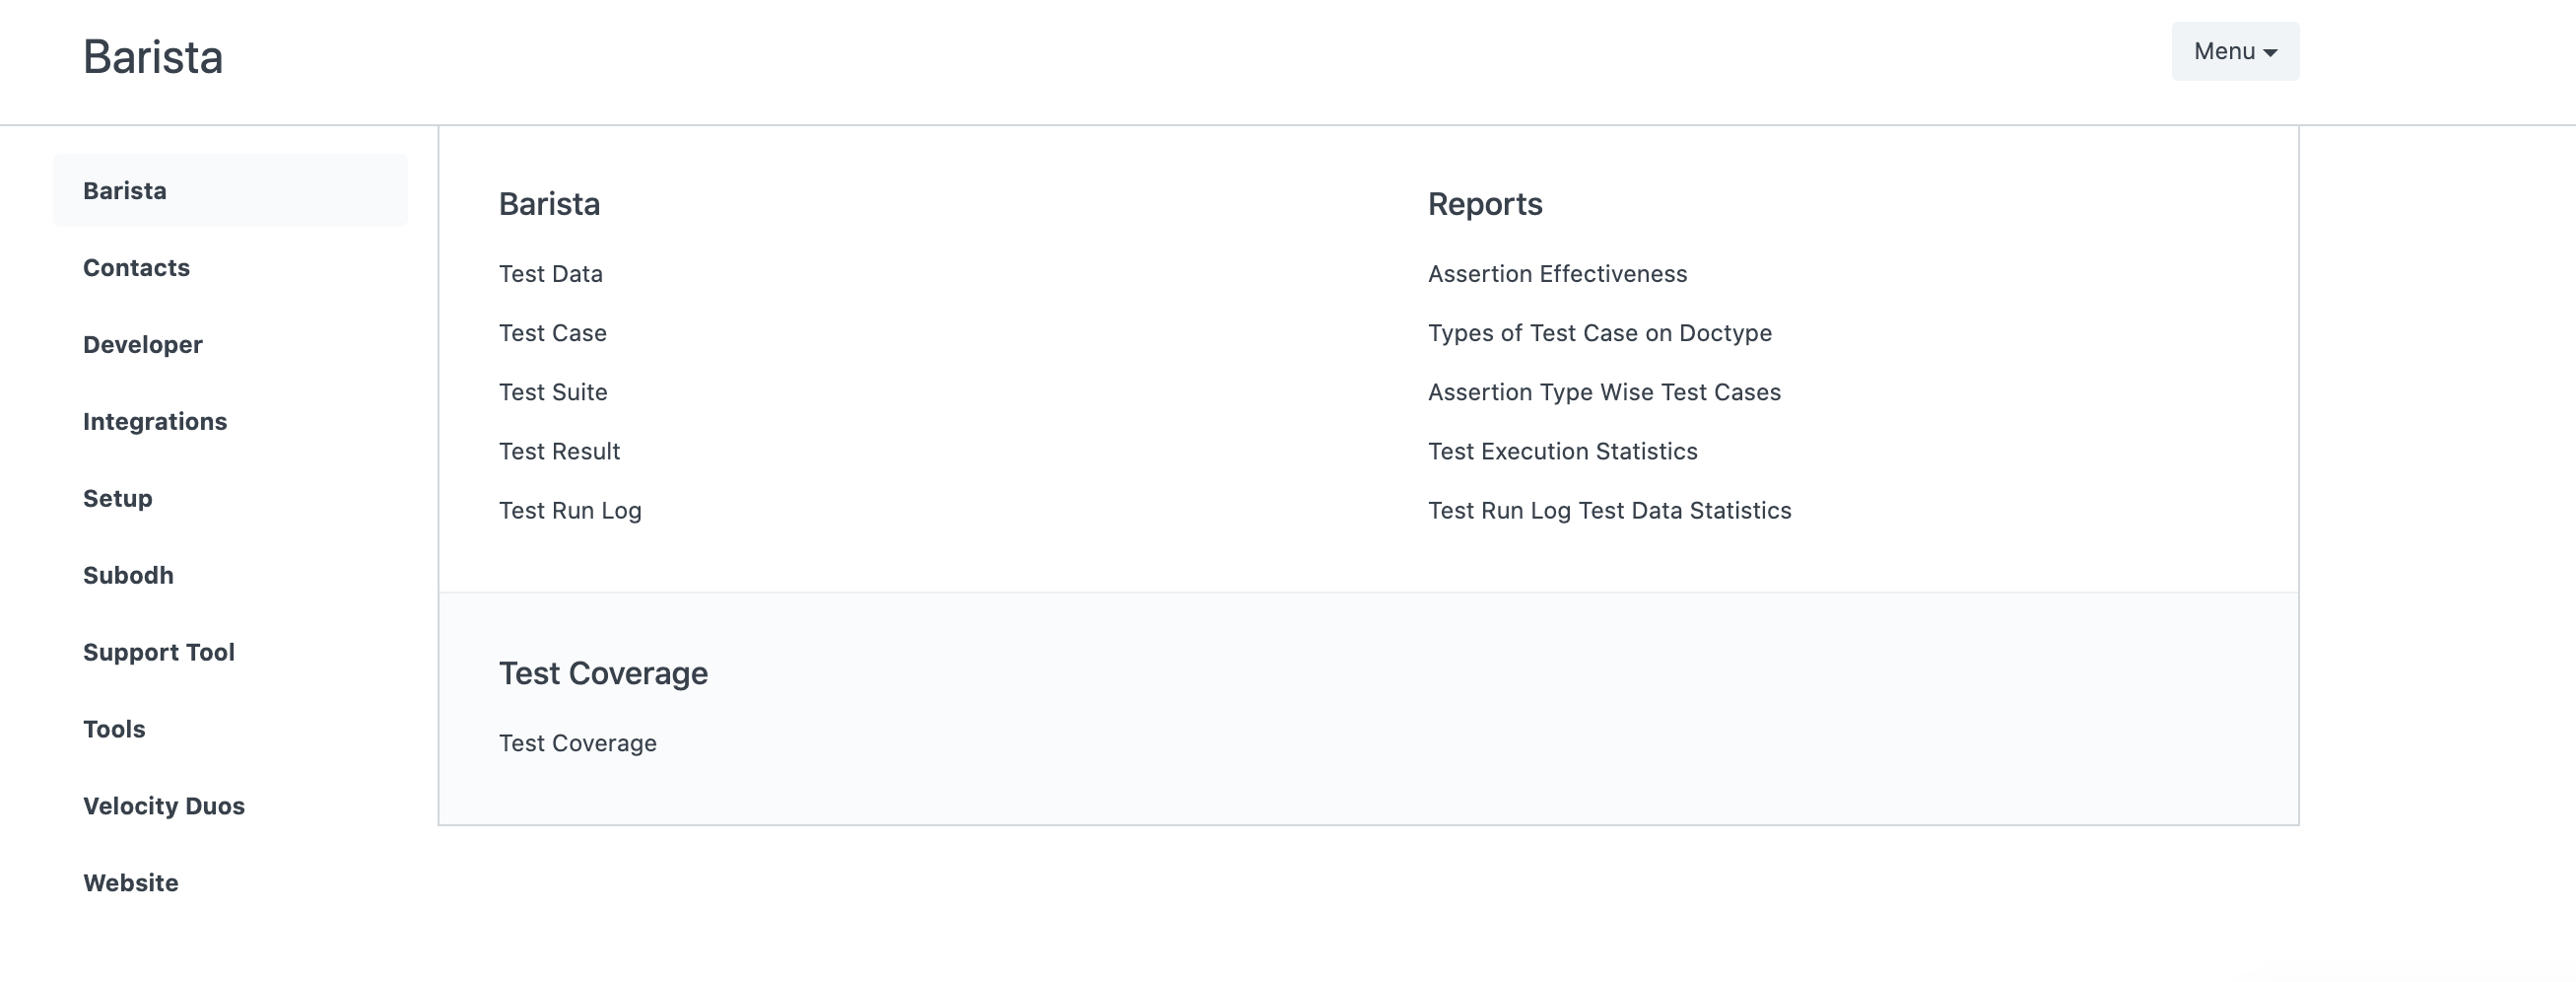 Barista
Menu
Barista
Contacts
Developer
Integrations
Setup
Subodh
Support Tool
Tools
Velocity Duos
Website
Barista
Test Data
Test Case
Test Suite
Test Result
Test Run Log
Reports
Assertion Effectiveness
Types of Test Case on Doctype
Assertion Type Wise Test Cases
Test Execution Statistics
Test Run Log Test Data Statistics
Test Coverage
Test Coverage